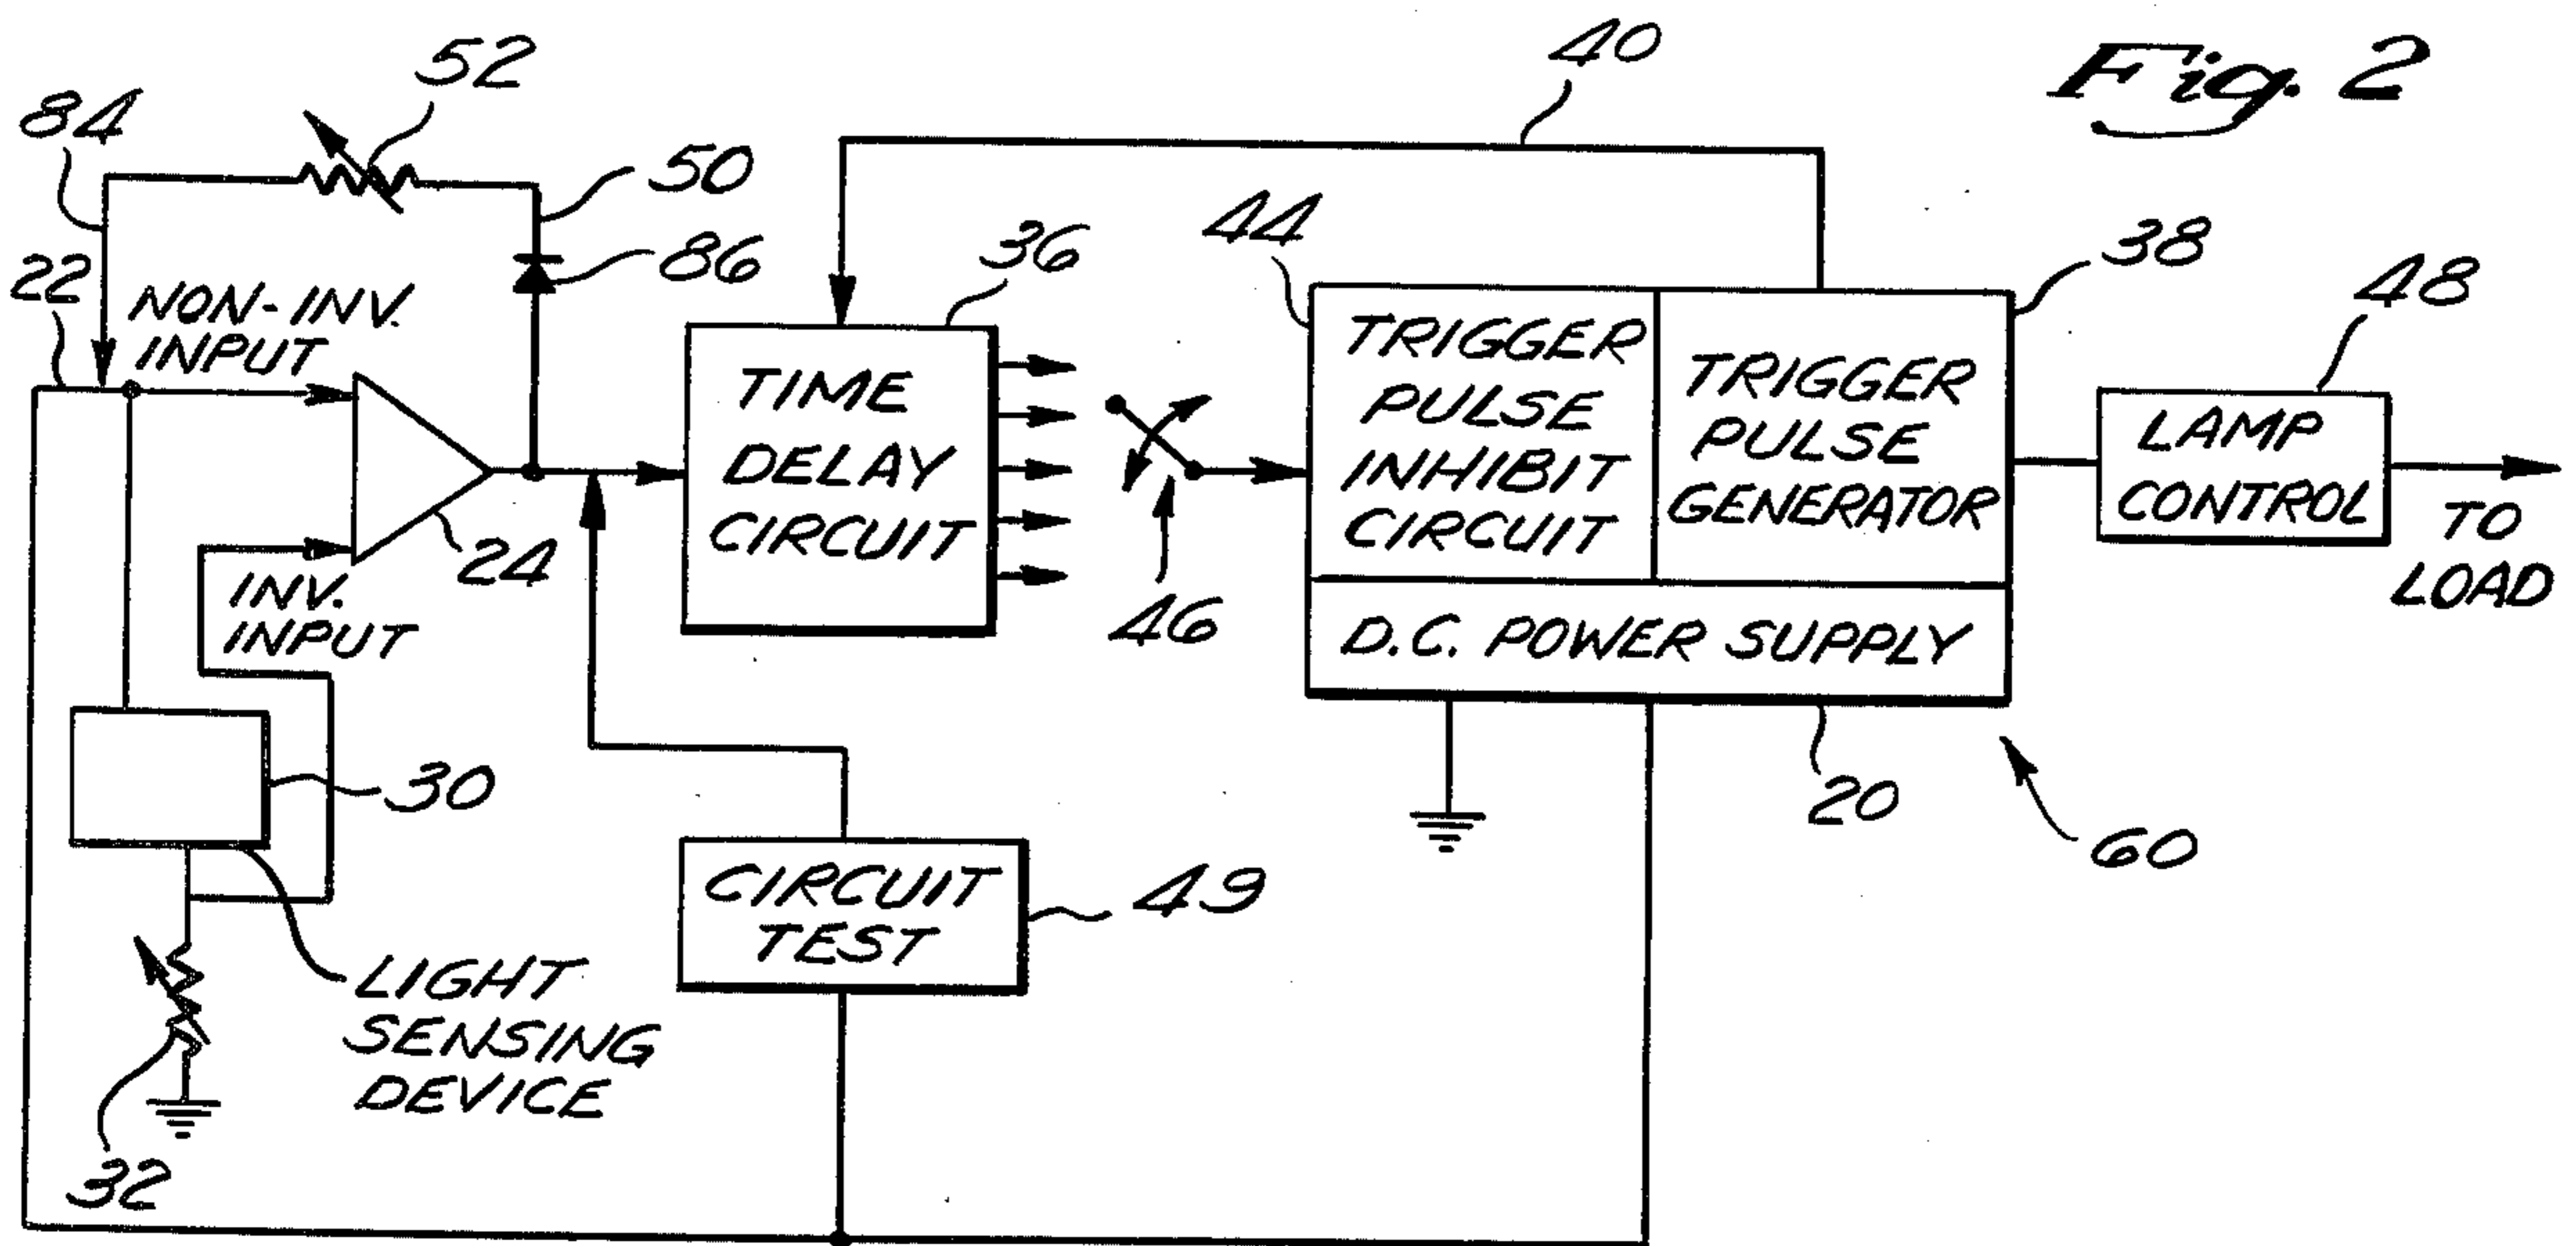 Fig. 2
52
40
84
50
44
86
36
38
48
22
NON-INV.
INPUT
TIME
DELAY
CIRCUIT
TRIGGER
PULSE
INHIBIT
CIRCUIT
TRIGGER
PULSE
GENERATOR
LAMP
CONTROL
TO
LOAD
24
INV.
INPUT
46
D.C. POWER SUPPLY
30
20
60
CIRCUIT
TEST
49
LIGHT
SENSING
DEVICE
32